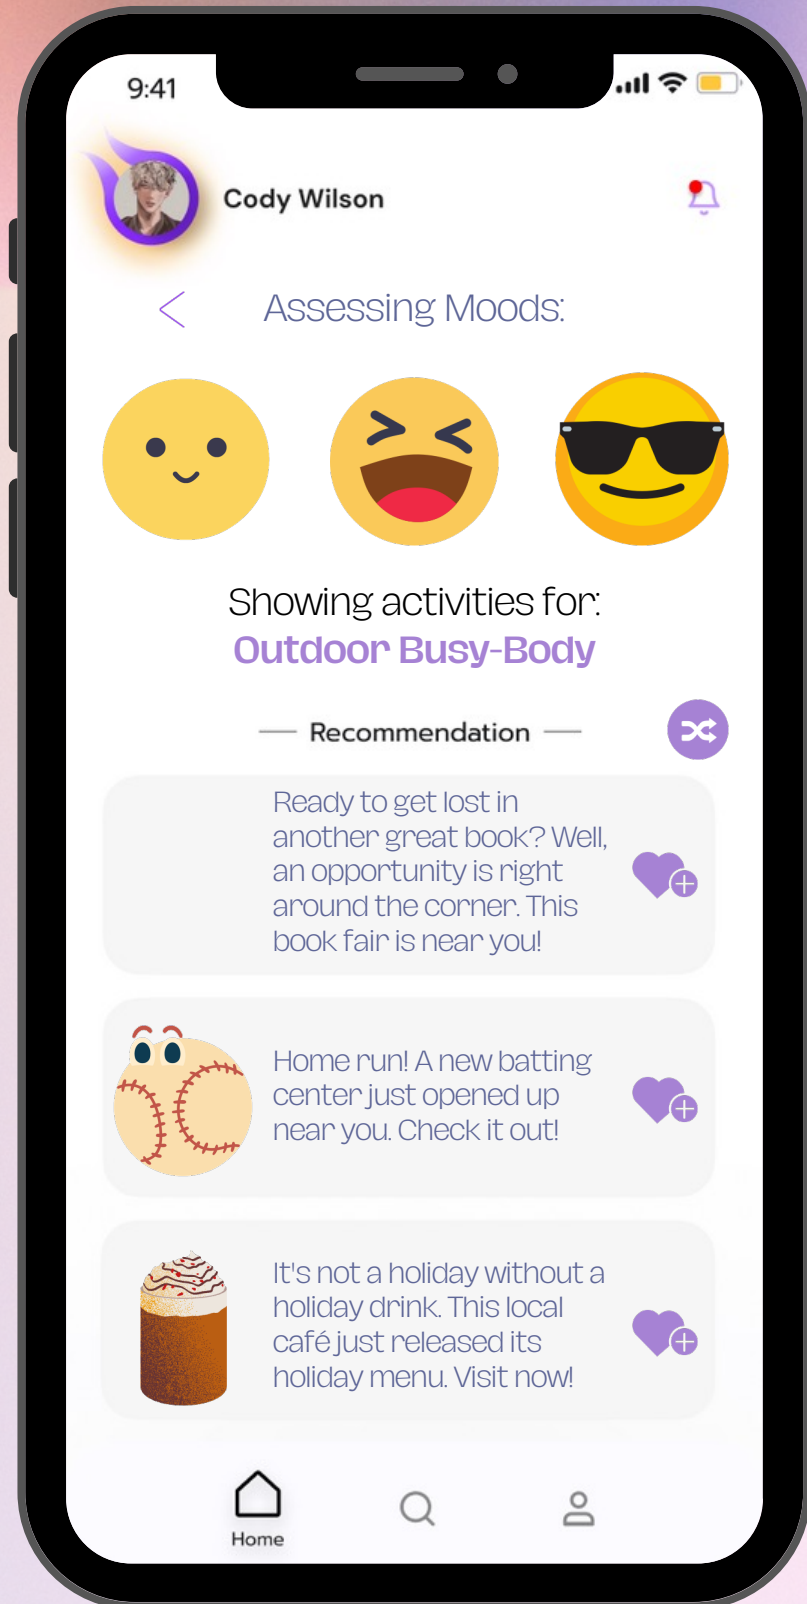 9:41
Cody Wilson
Assessing Moods:
Showing activities for:
Outdoor Busy-Body
Recommendation
Ready to get lost in
another great book? Well,
an opportunity is right
around the corner. This
book fair is near you!
Home run! A new batting
center just opened up
near you. Check it out!
It's not a holiday without a
holiday drink. This local
café just released its
holiday menu. Visit now!
Home